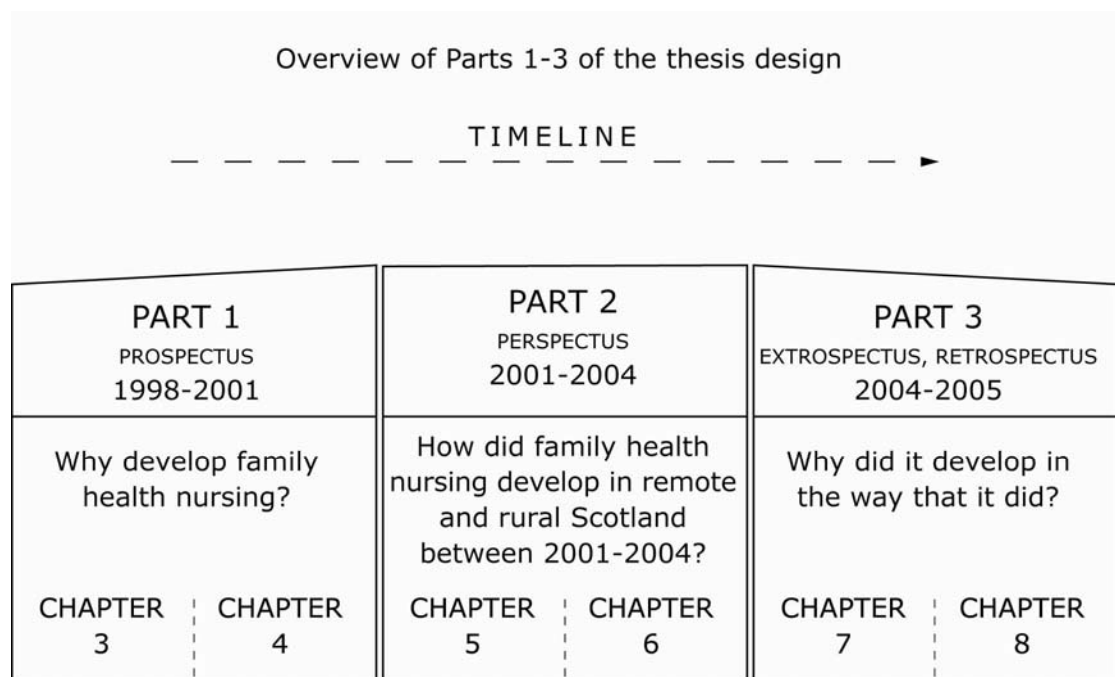 Overview of Parts 1-3 of the thesis design
TIMELINE
PART 1
PROSPECTUS
1998-2001
PART 2
PERSPECTUS
2001-2004
PART 3
EXTROSPECTUS, RETROSPECTUS
2004-2005
Why develop family
health nursing?
How did family health
nursing develop in remote
and rural Scotland
between 2001-2004?
Why did it develop in
the way that it did?
CHAPTER
3
CHAPTER
4
CHAPTER
5
CHAPTER
6
CHAPTER
7
CHAPTER
8